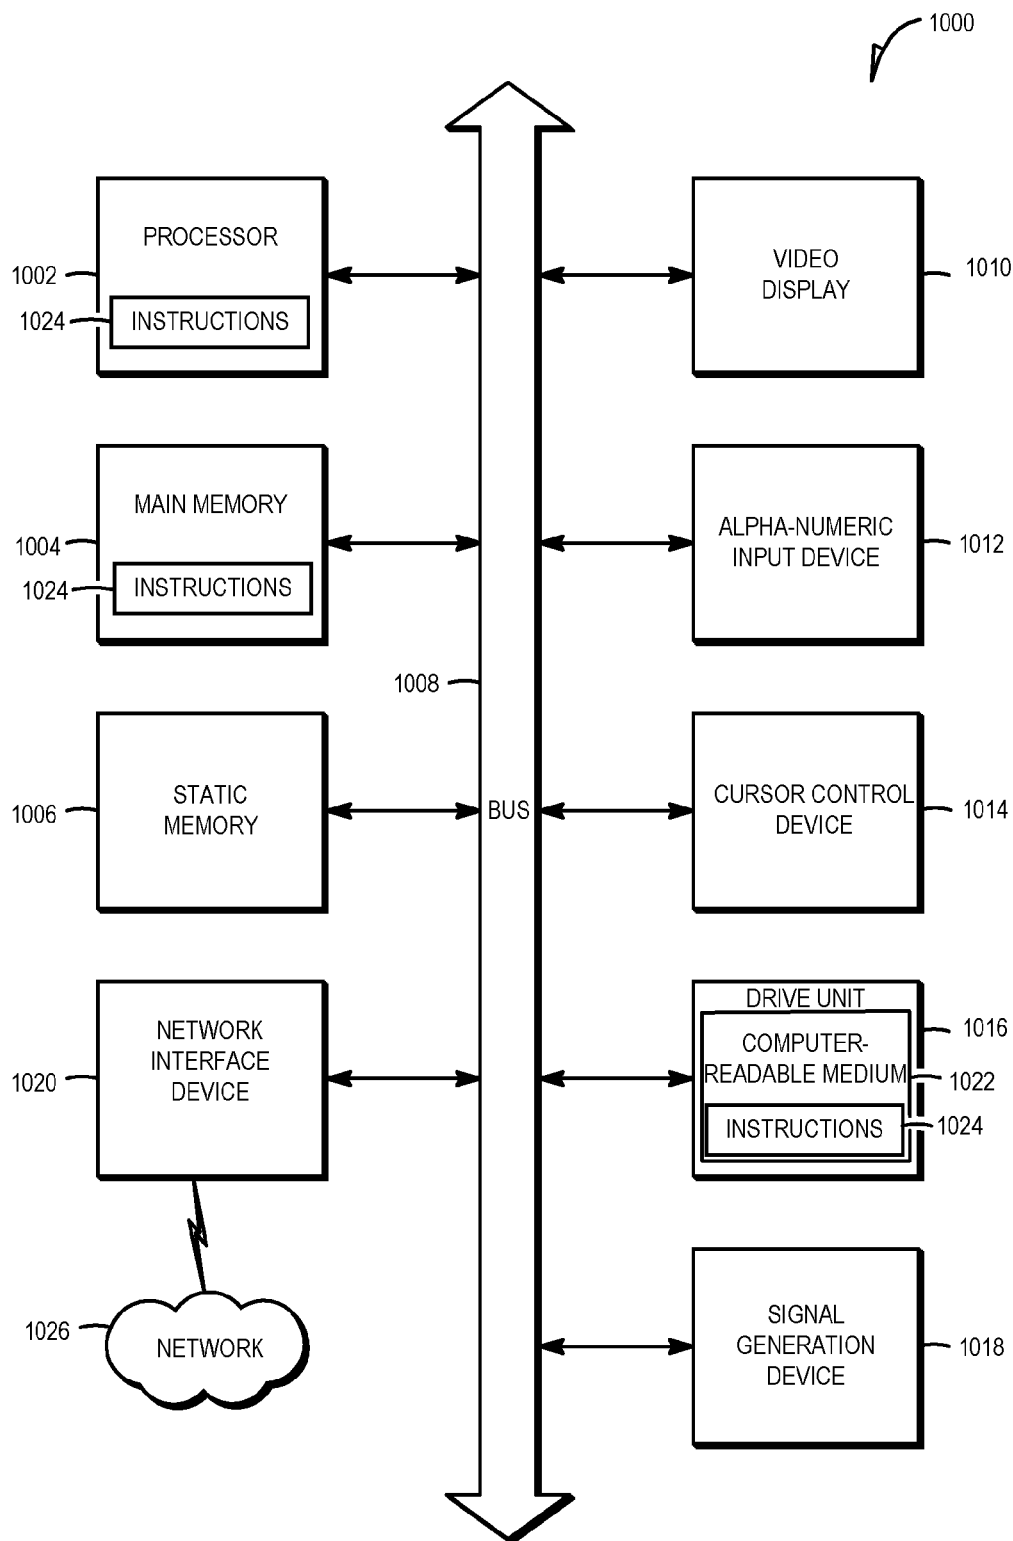 1000
PROCESSOR
1002
1024
INSTRUCTIONS
VIDEO
DISPLAY
1010
MAIN MEMORY
1004
1024
INSTRUCTIONS
ALPHA-NUMERIC
INPUT DEVICE
1012
1008
STATIC
MEMORY
1006
BUS
CURSOR CONTROL
DEVICE
1014
NETWORK
INTERFACE
DEVICE
1020
DRIVE UNIT
1016
COMPUTER-
READABLE MEDIUM
1022
INSTRUCTIONS
1024
1026
NETWORK
SIGNAL
GENERATION
DEVICE
1018